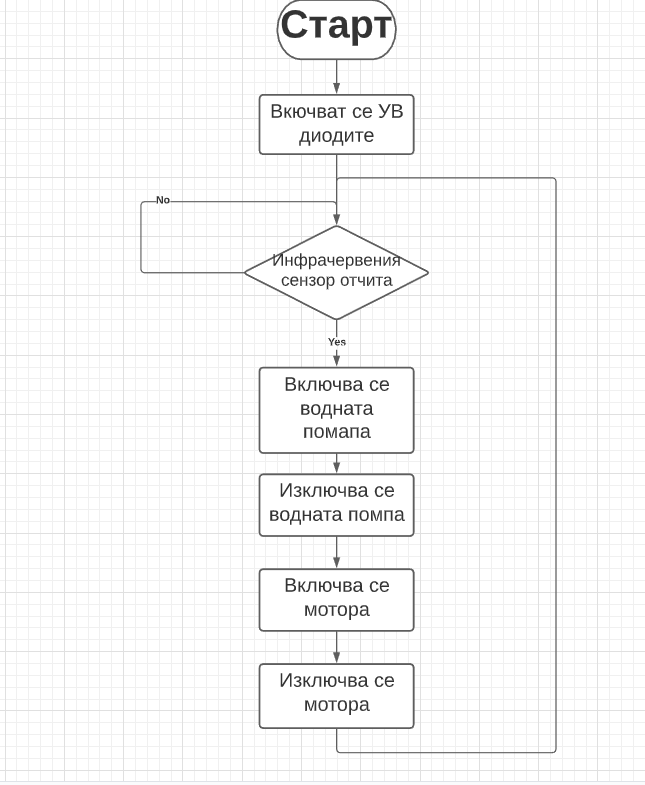 Старт
Вкючват се УВ
диодите
No
Инфрачервения
сензор отчита
Yes
Включва се
водната
помапа
Изключва се
водната помпа
Включва се
мотора
Изключва се
мотора